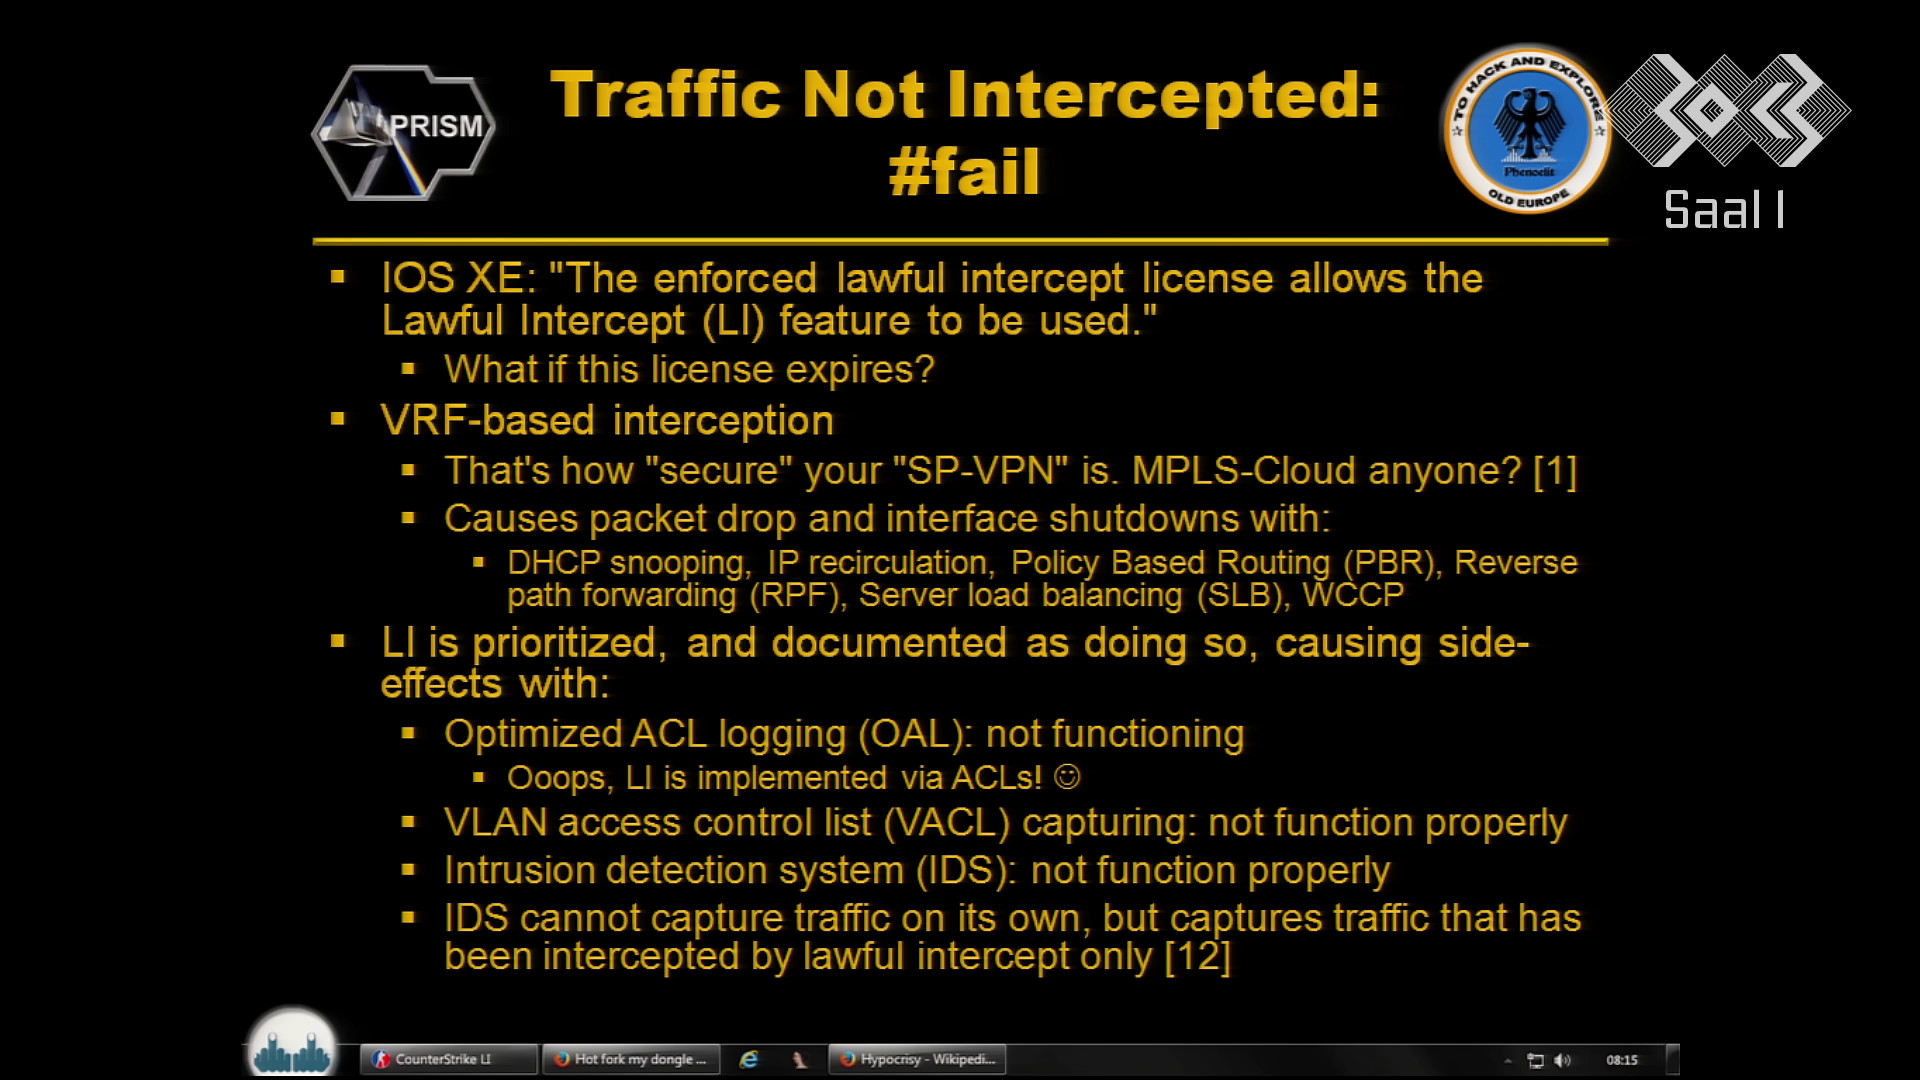 PRISM
Traffic Not Intercepted:
#fail
TO HACK AND EXPLORE
Phenoelit
OLD EUROPE
Saal 1
▪ IOS XE: "The enforced lawful intercept license allows the
Lawful Intercept (LI) feature to be used."
▪ What if this license expires?
▪ VRF-based interception
▪ That's how "secure" your "SP-VPN" is. MPLS-Cloud anyone? [1]
▪ Causes packet drop and interface shutdowns with:
▪ DHCP snooping, IP recirculation, Policy Based Routing (PBR), Reverse
path forwarding (RPF), Server load balancing (SLB), WCCP
▪ LI is prioritized, and documented as doing so, causing side-
effects with:
▪ Optimized ACL logging (OAL): not functioning
▪ Ooops, LI is implemented via ACLs! ☺
▪ VLAN access control list (VACL) capturing: not function properly
▪ Intrusion detection system (IDS): not function properly
▪ IDS cannot capture traffic on its own, but captures traffic that has
been intercepted by lawful intercept only [12]
CounterStrike LI
Hot fork my dongle ...
Hypocrisy - Wikipedi...
08:15